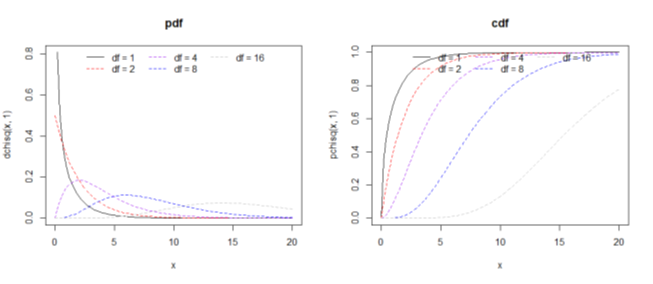 pdf
dchisq(x, 1)
0.8
0.6
0.4
0.2
0.0
df = 1 df = 4 df = 16
df = 2 df = 8
0 5 10 15 20
x
cdf
pchisq(x, 1)
1.0
0.8
0.6
0.4
0.2
0.0
df = 1 df = 4 df = 16
df = 2 df = 8
0 5 10 15 20
x